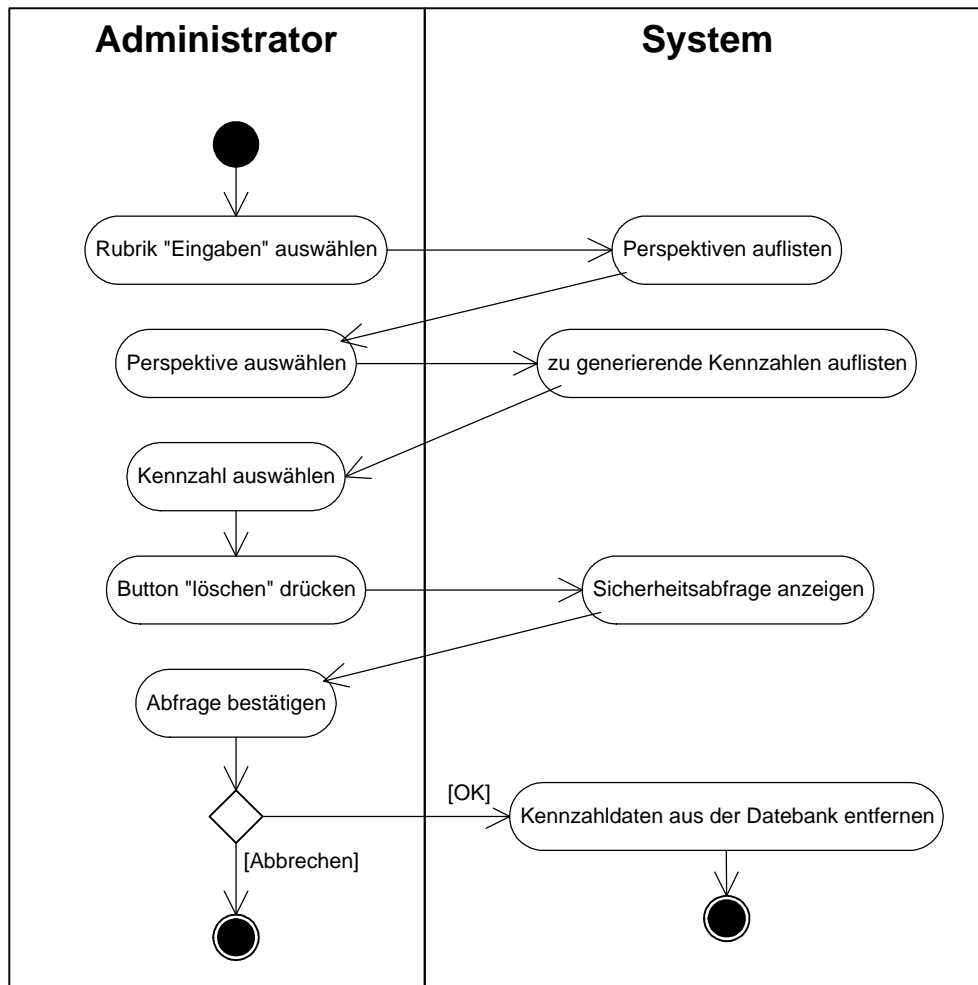 Administrator
System
Rubrik "Eingaben" auswählen
Perspektiven auflisten
Perspektive auswählen
zu generierende Kennzahlen auflisten
Kennzahl auswählen
Button "löschen" drücken
Sicherheitsabfrage anzeigen
Abfrage bestätigen
[OK]
Kennzahldaten aus der Datebank entfernen
[Abbrechen]